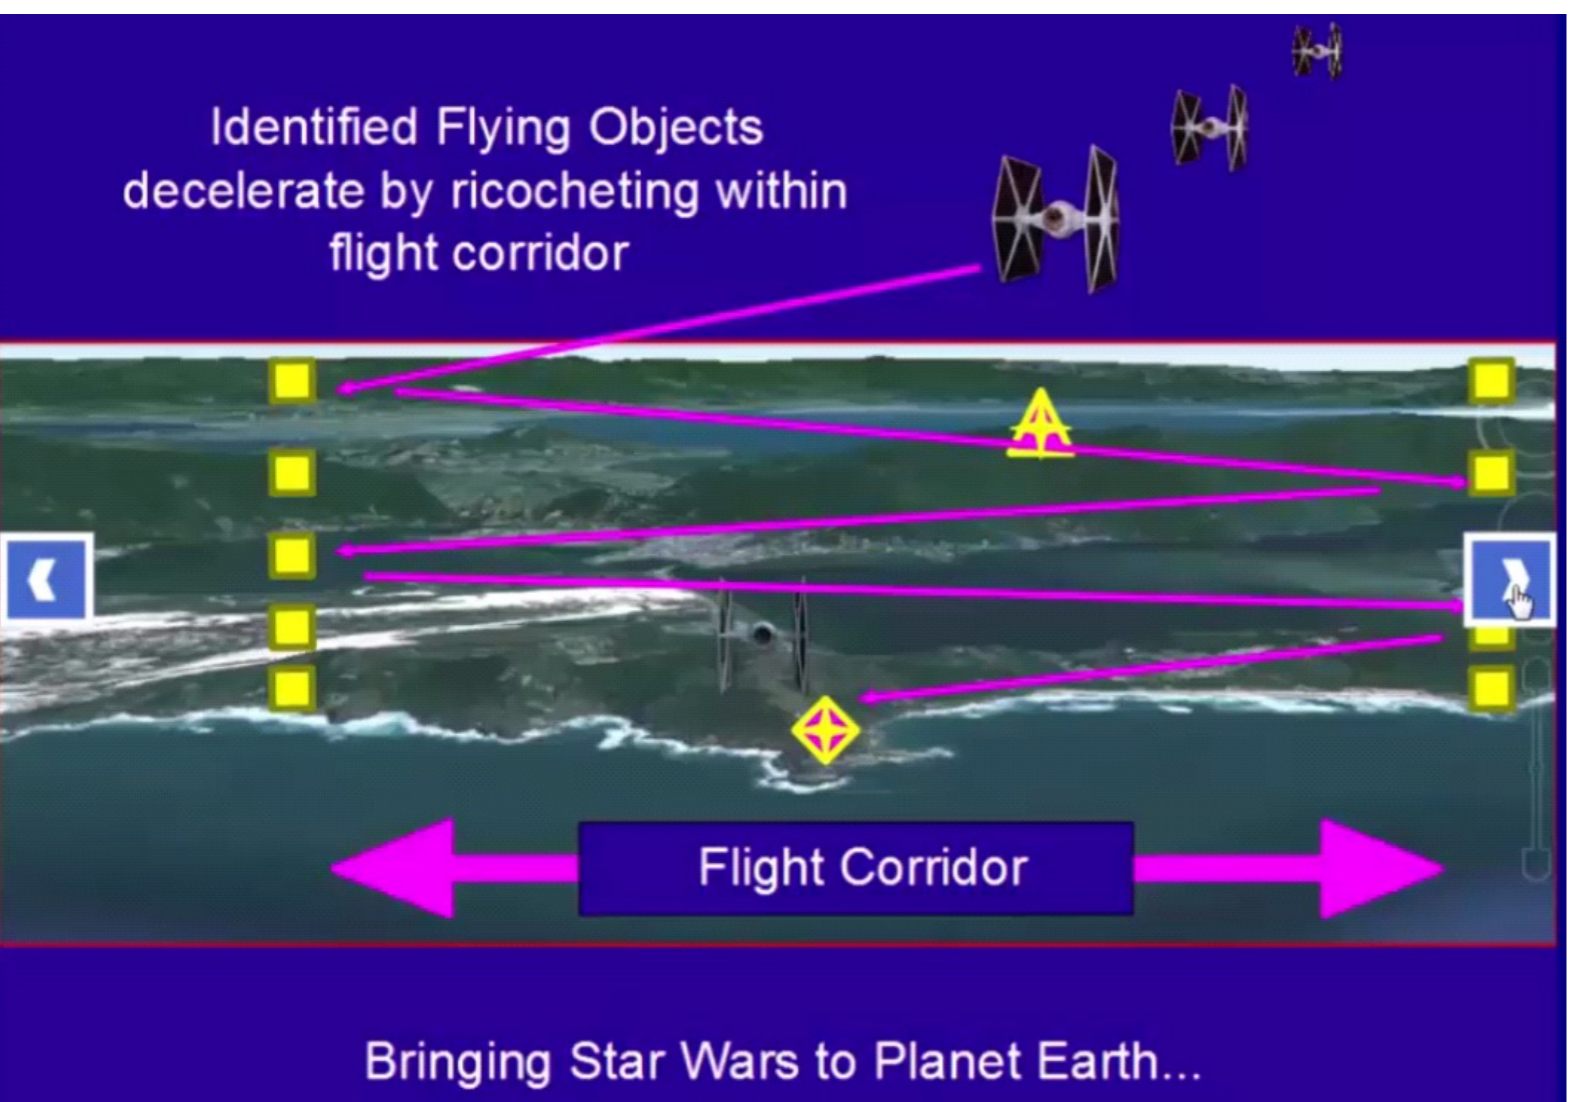 Identified Flying Objects
decelerate by ricocheting within
flight corridor
Flight Corridor
Bringing Star Wars to Planet Earth...